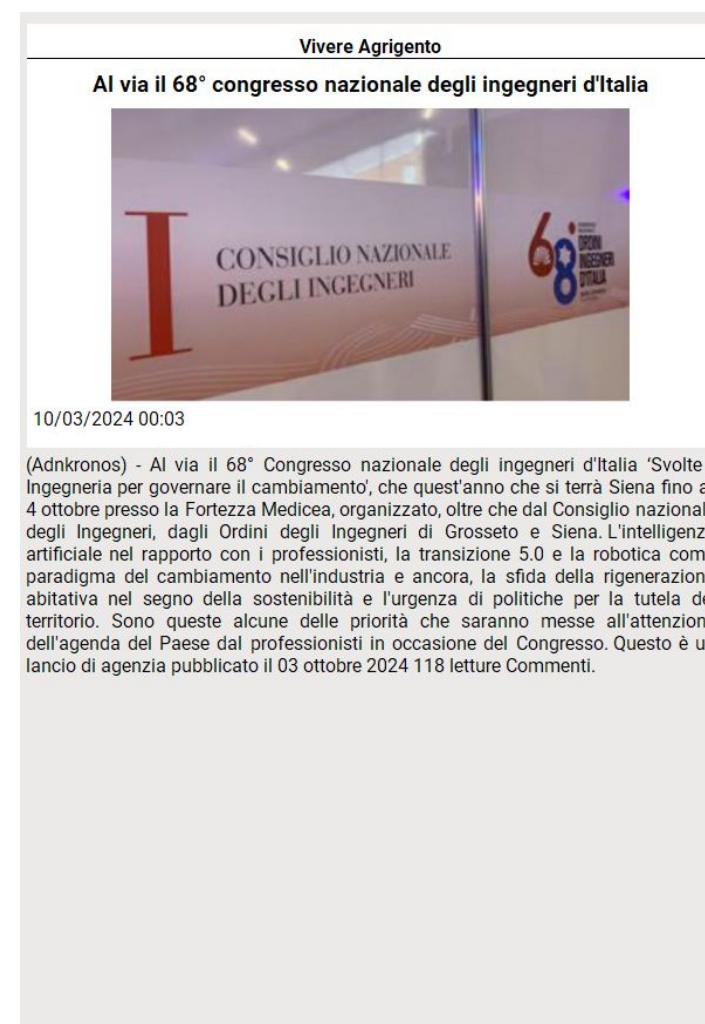 Vivere Agrigento
Al via il 68° congresso nazionale degli ingegneri d'Italia
I
CONSIGLIO NAZIONALE
DEGLI INGEGNERI
68°
ORDINI
INGEGNERI
D'ITALIA
10/03/2024 00:03
(Adnkronos) - Al via il 68° Congresso nazionale degli ingegneri d'Italia ‘Svolte
Ingegneria per governare il cambiamento', che quest'anno che si terrà Siena fino a
4 ottobre presso la Fortezza Medicea, organizzato, oltre che dal Consiglio nazional
degli Ingegneri, dagli Ordini degli Ingegneri di Grosseto e Siena. L'intelligenz
artificiale nel rapporto con i professionisti, la transizione 5.0 e la robotica com
paradigma del cambiamento nell'industria e ancora, la sfida della rigenerazion
abitativa nel segno della sostenibilità e l'urgenza di politiche per la tutela de
territorio. Sono queste alcune delle priorità che saranno messe all'attenzion
dell'agenda del Paese dal professionisti in occasione del Congresso. Questo è u
lancio di agenzia pubblicato il 03 ottobre 2024 118 letture Commenti.